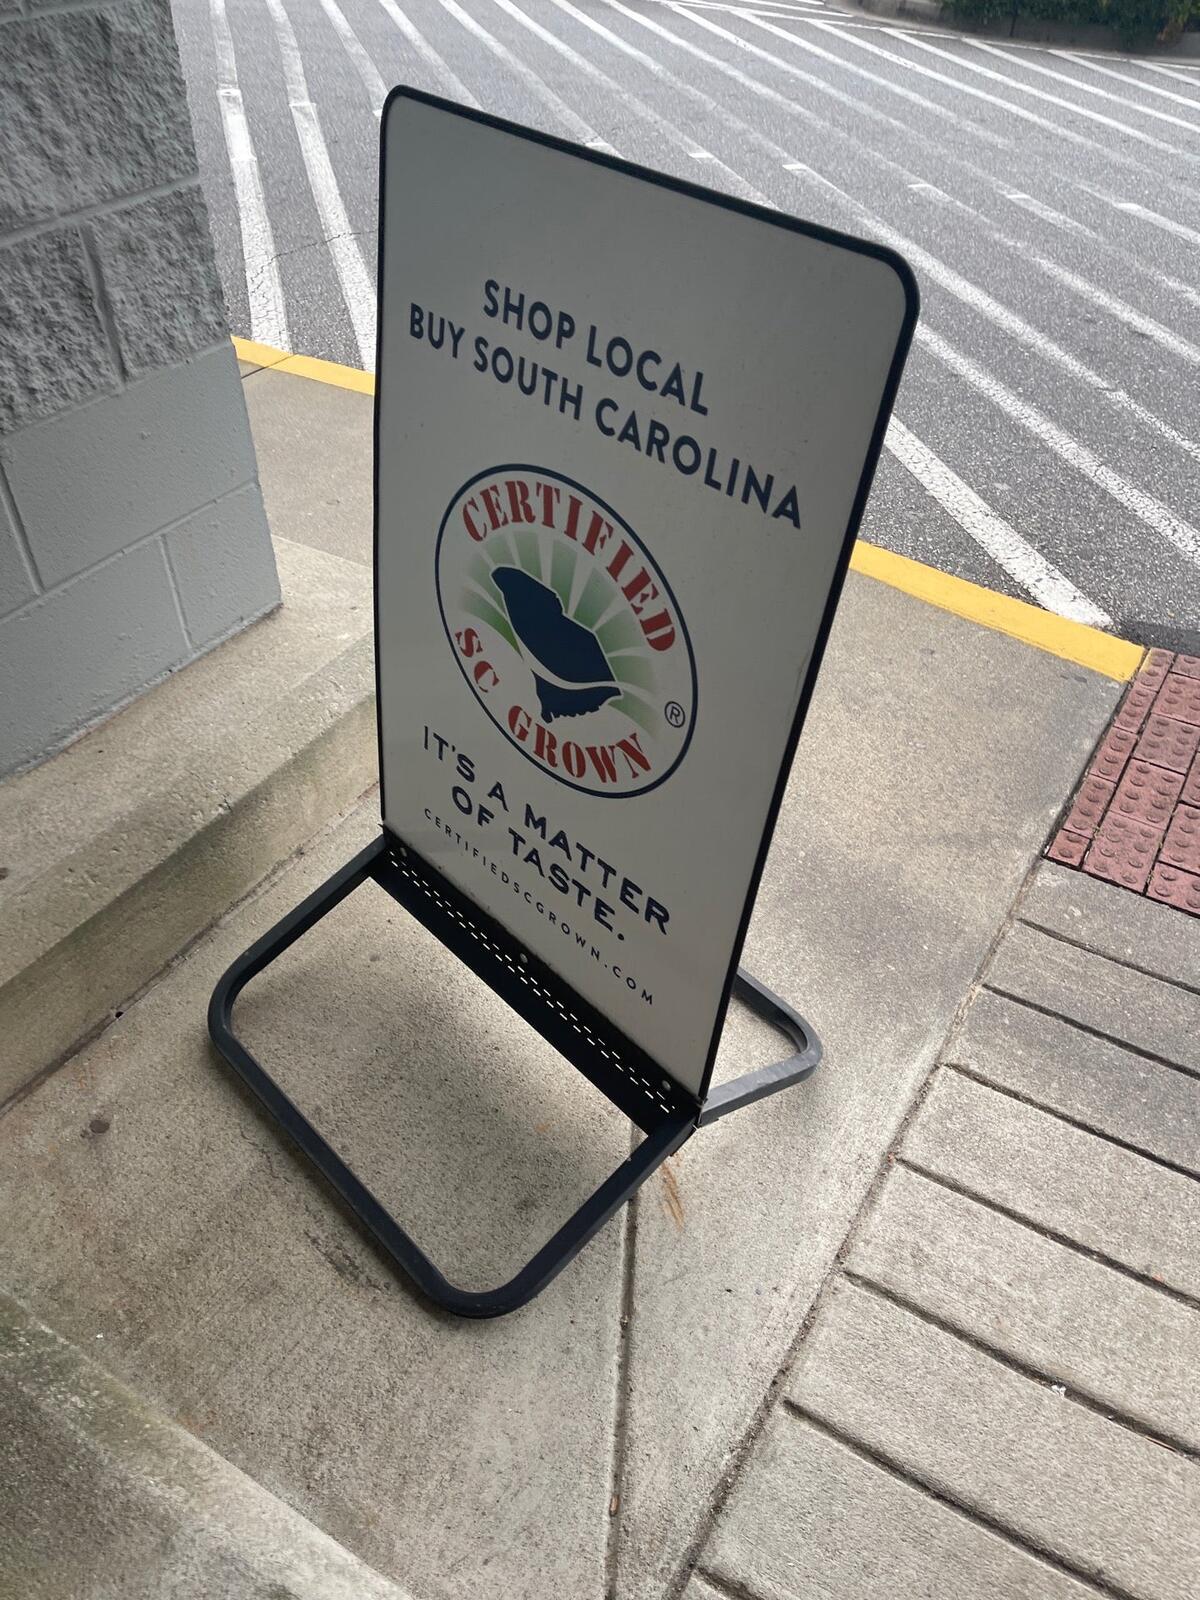 SHOP LOCAL
BUY SOUTH CAROLINA
CERTIFIED
SC GROWN
®
IT'S A MATTER
OF TASTE.
CERTIFIEDSCGROWN.COM